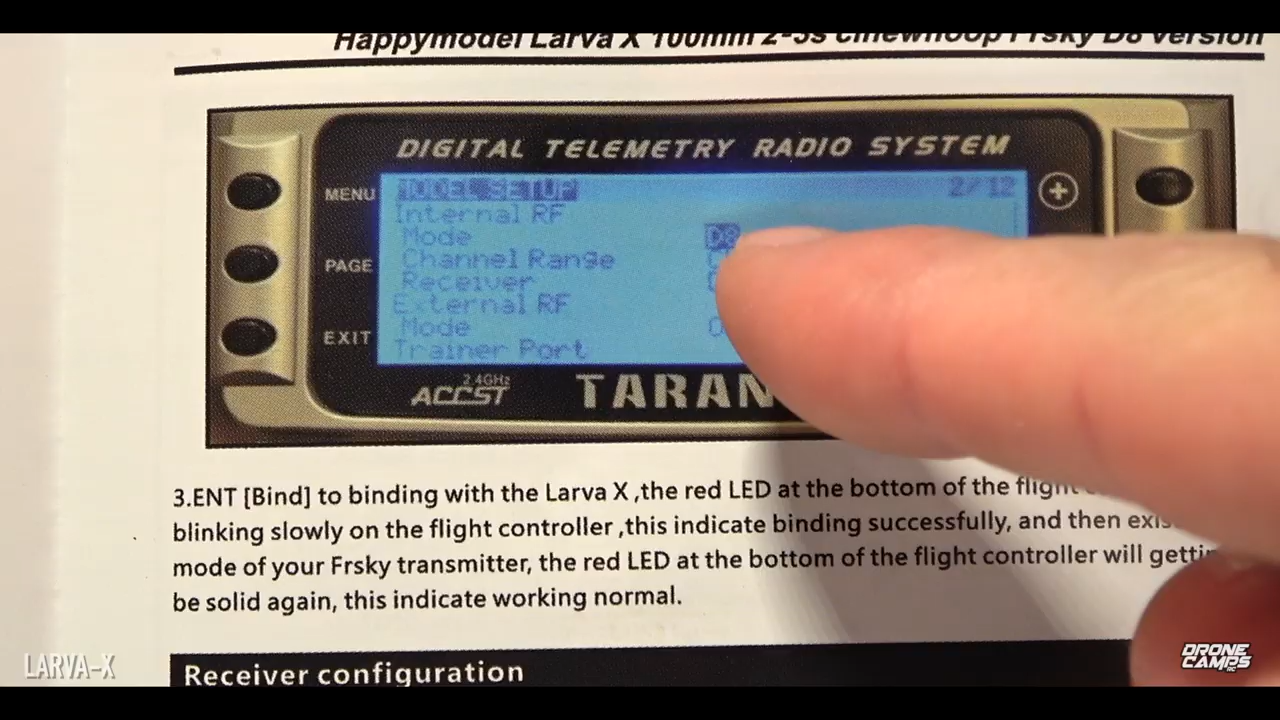 Happymodel Larva X 100mm 2-3s cinewhoop Frsky D8 version
DIGITAL TELEMETRY RADIO SYSTEM
MENU
MODEL SETUP 2/12
Internal RF
Mode D8
PAGE
Channel Range
Receiver
External RF
EXIT
Mode
Trainer Port
2.4GHz
ACCST TARAN
3.ENT [Bind] to binding with the Larva X ,the red LED at the bottom of the flight
blinking slowly on the flight controller ,this indicate binding successfully, and then
mode of your Frsky transmitter, the red LED at the bottom of the flight controller will
be solid again, this indicate working normal.
Receiver configuration
LARVA-X
DRONE
CAMPS
RC